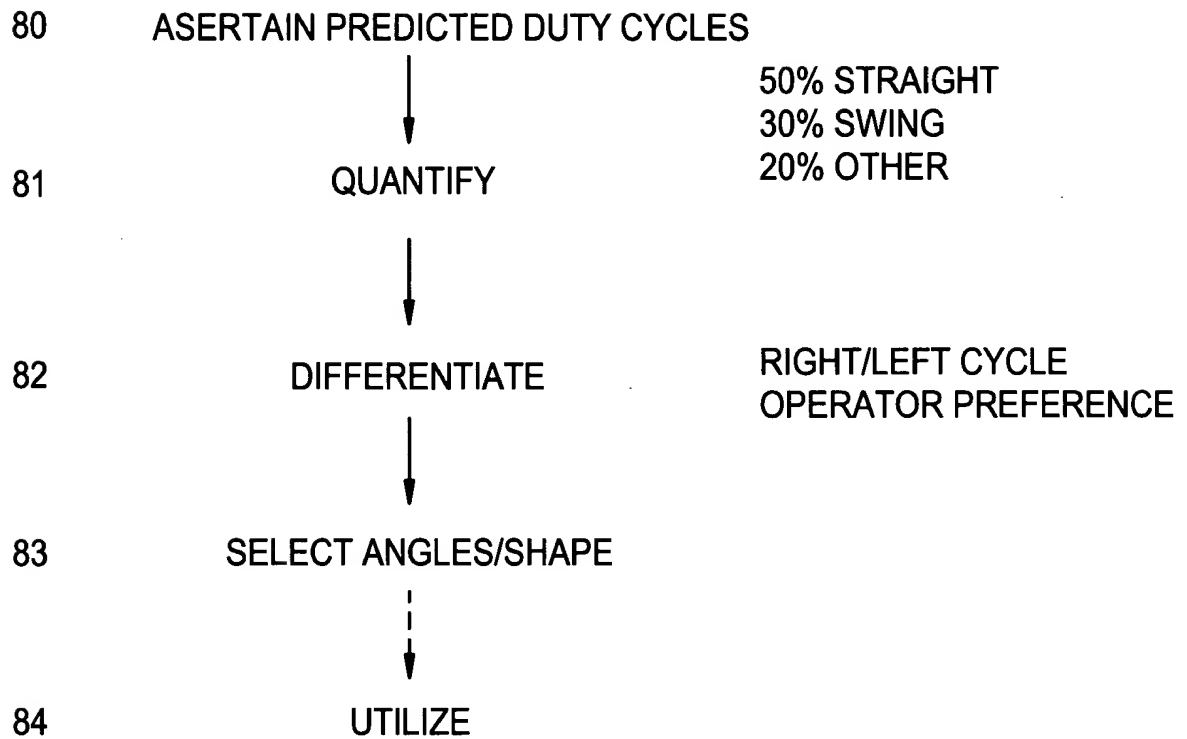 80 ASERTAIN PREDICTED DUTY CYCLES
50% STRAIGHT
30% SWING
20% OTHER
81 QUANTIFY
82 DIFFERENTIATE
RIGHT/LEFT CYCLE
OPERATOR PREFERENCE
83 SELECT ANGLES/SHAPE
84 UTILIZE